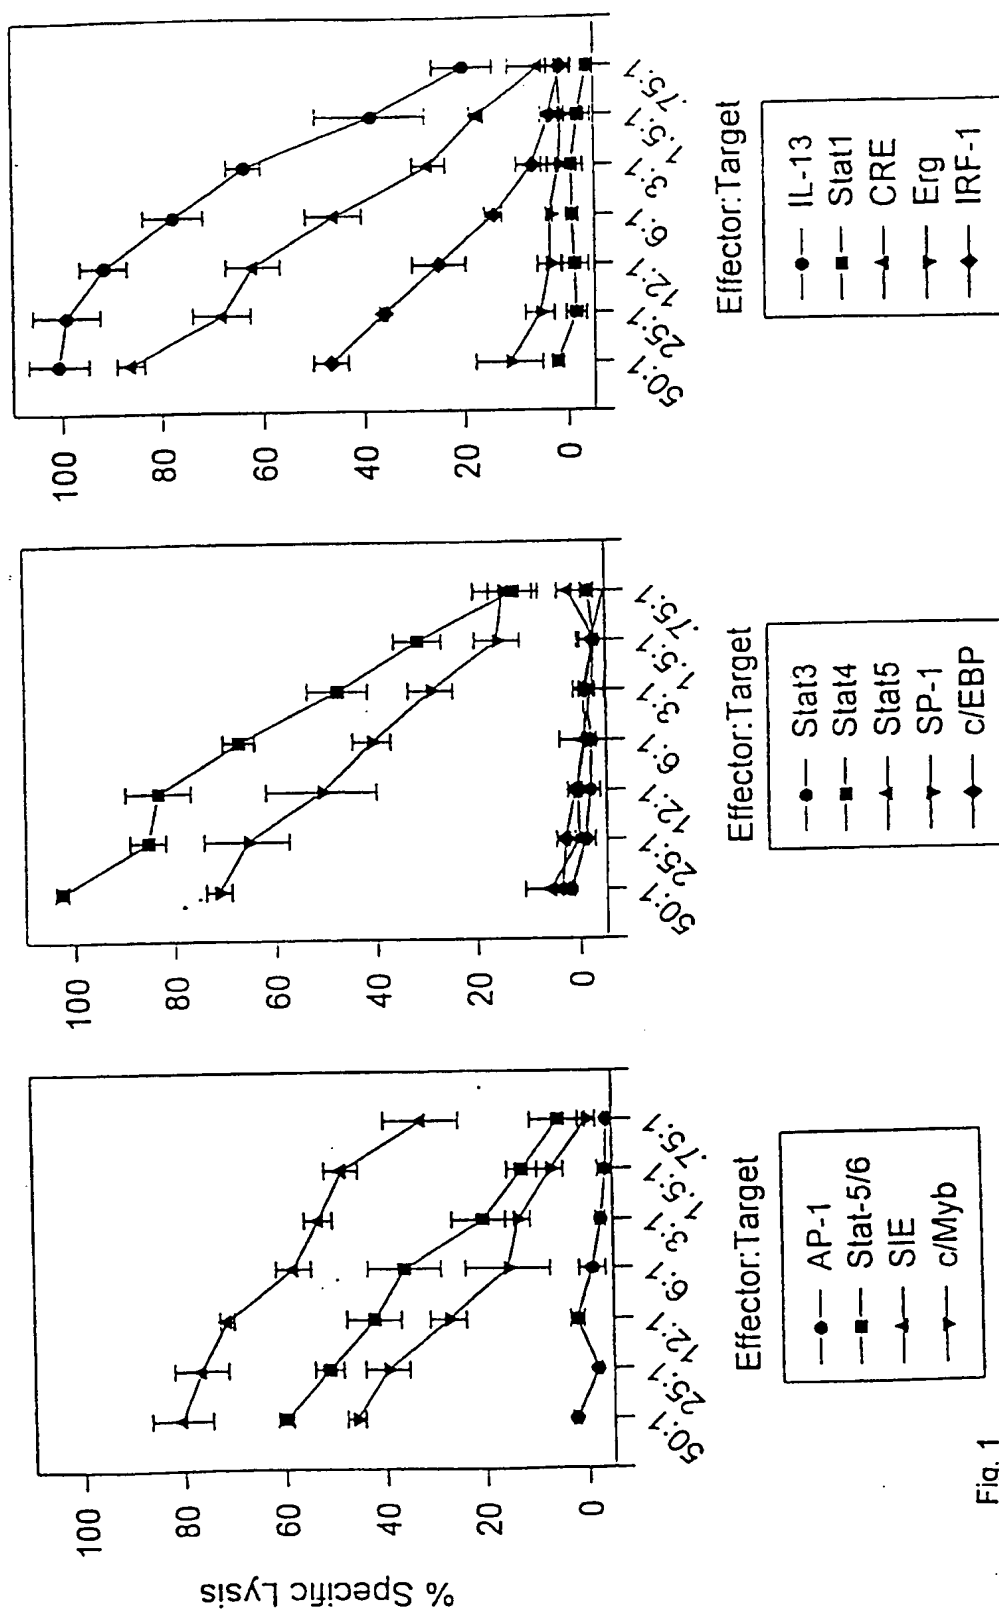 % Specific Lysis
100
80
60
40
20
0
50:1
25:1
12:1
6:1
3:1
1.5:1
.75:1
Effector:Target
AP-1
Stat-5/6
SIE
c/Myb
100
80
60
40
20
0
50:1
25:1
12:1
6:1
3:1
1.5:1
.75:1
Effector:Target
Stat3
Stat4
Stat5
SP-1
c/EBP
100
80
60
40
20
0
50:1
25:1
12:1
6:1
3:1
1.5:1
.75:1
Effector:Target
IL-13
Stat1
CRE
Erg
IRF-1
Fig. 1